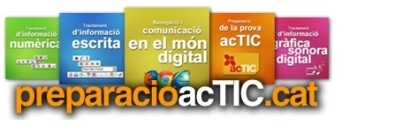 Tractament
d'informació
numèrica
Tractament
d'informació
escrita
Navegació i
comunicació
en el món
digital
Preparació
de la prova
acTIC
acTIC
Tractament
d'informació
gràfica
sonora
digital
preparacioacTIC.cat